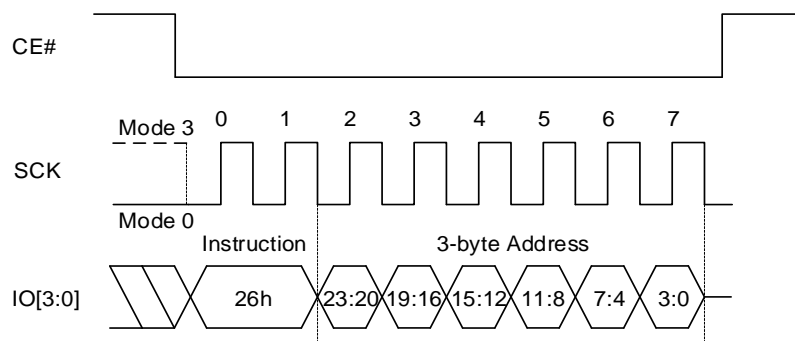 CE#
0 1 2 3 4 5 6 7
Mode 3
SCK
Mode 0
Instruction 3-byte Address
IO[3:0] 26h 23:20 19:16 15:12 11:8 7:4 3:0